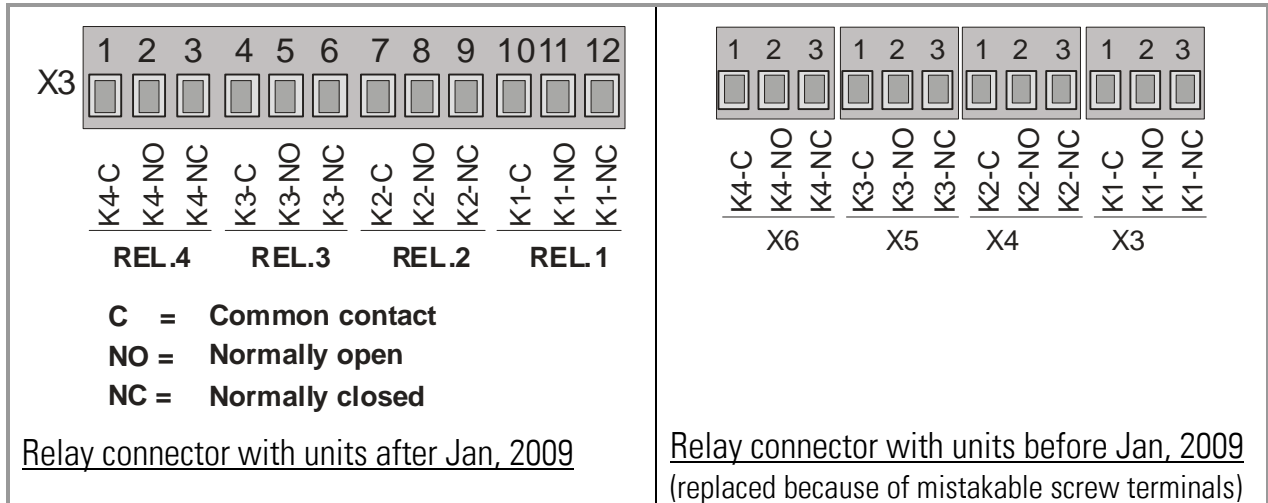 1 2 3 4 5 6 7 8 9 10 11 12
X3
K4-C K4-NO K4-NC K3-C K3-NO K3-NC K2-C K2-NO K2-NC K1-C K1-NO K1-NC
REL.4 REL.3 REL.2 REL.1
C = Common contact
NO = Normally open
NC = Normally closed
Relay connector with units after Jan, 2009
1 2 3 1 2 3 1 2 3 1 2 3
K4-C K4-NO K4-NC K3-C K3-NO K3-NC K2-C K2-NO K2-NC K1-C K1-NO K1-NC
X6 X5 X4 X3
Relay connector with units before Jan, 2009
(replaced because of mistakable screw terminals)